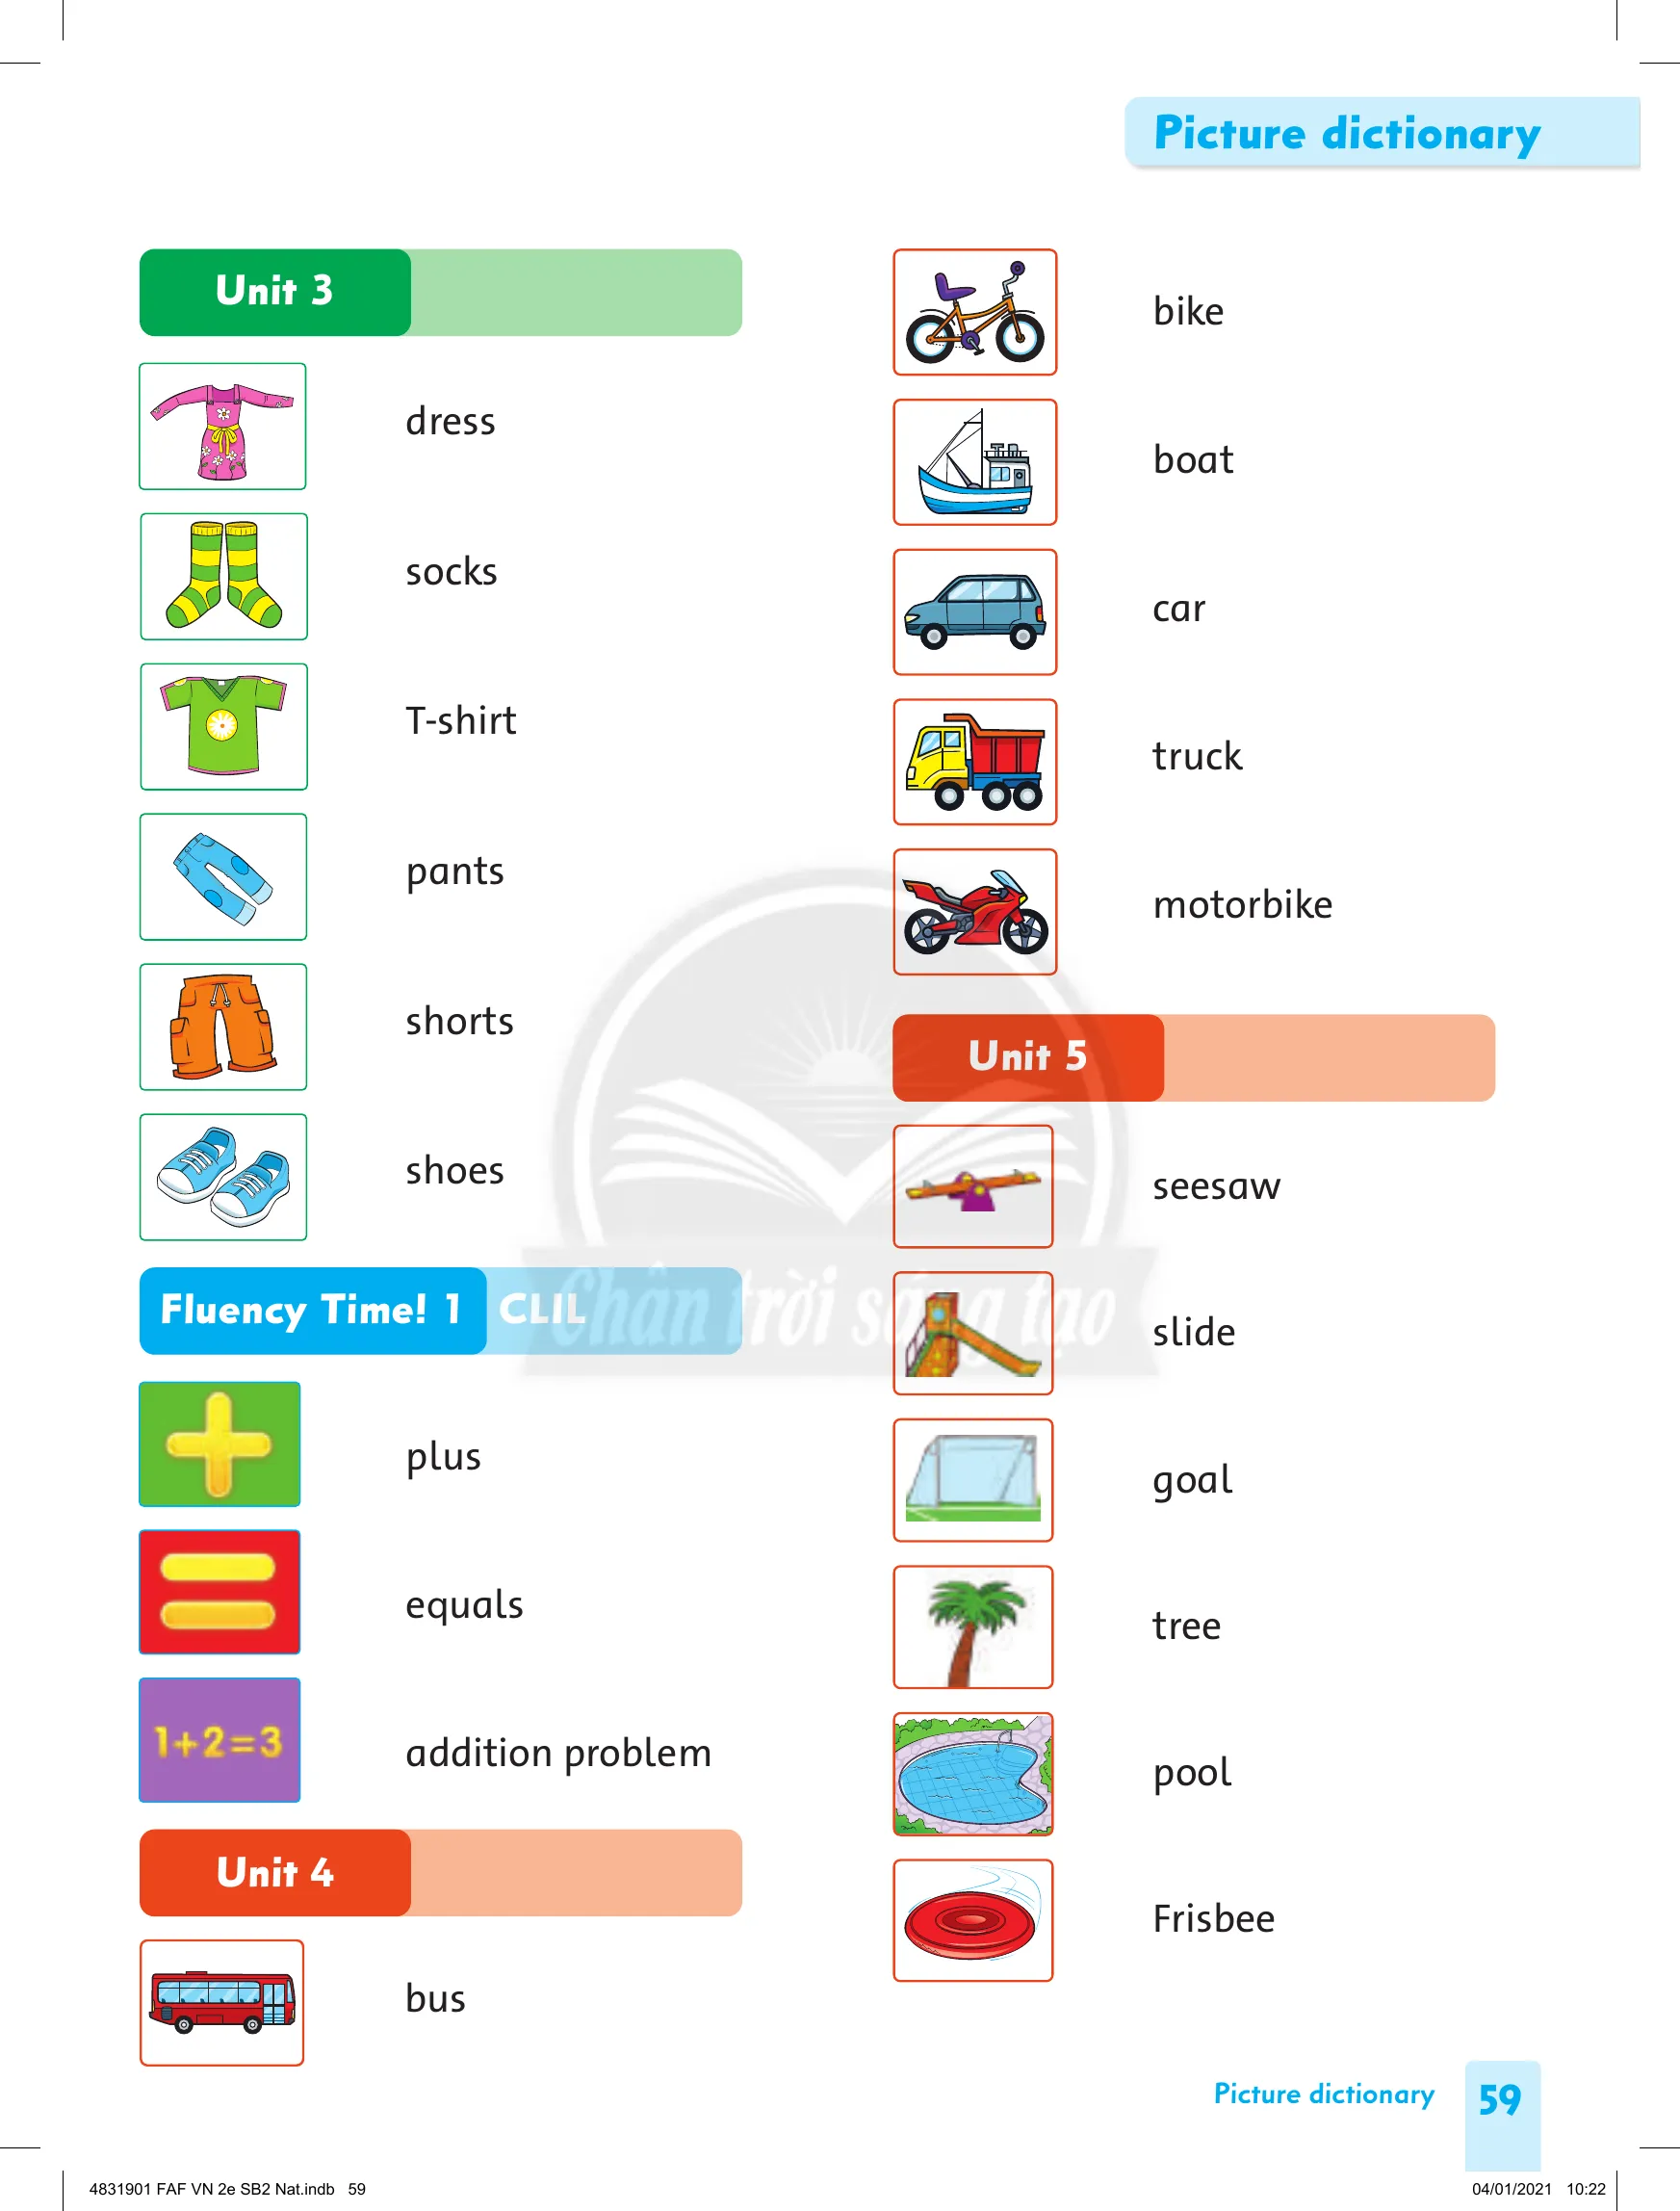 Picture dictionary
Unit 3
dress
socks
T-shirt
pants
shorts
shoes
Fluency Time! 1 CLIL
plus
equals
1+2=3
addition problem
Unit 4
bus
bike
boat
car
truck
motorbike
Unit 5
seesaw
slide
goal
tree
pool
Frisbee
Chân trời sáng tạo
Picture dictionary 59
4831901 FAF VN 2e SB2 Nat.indb 59
04/01/2021 10:22